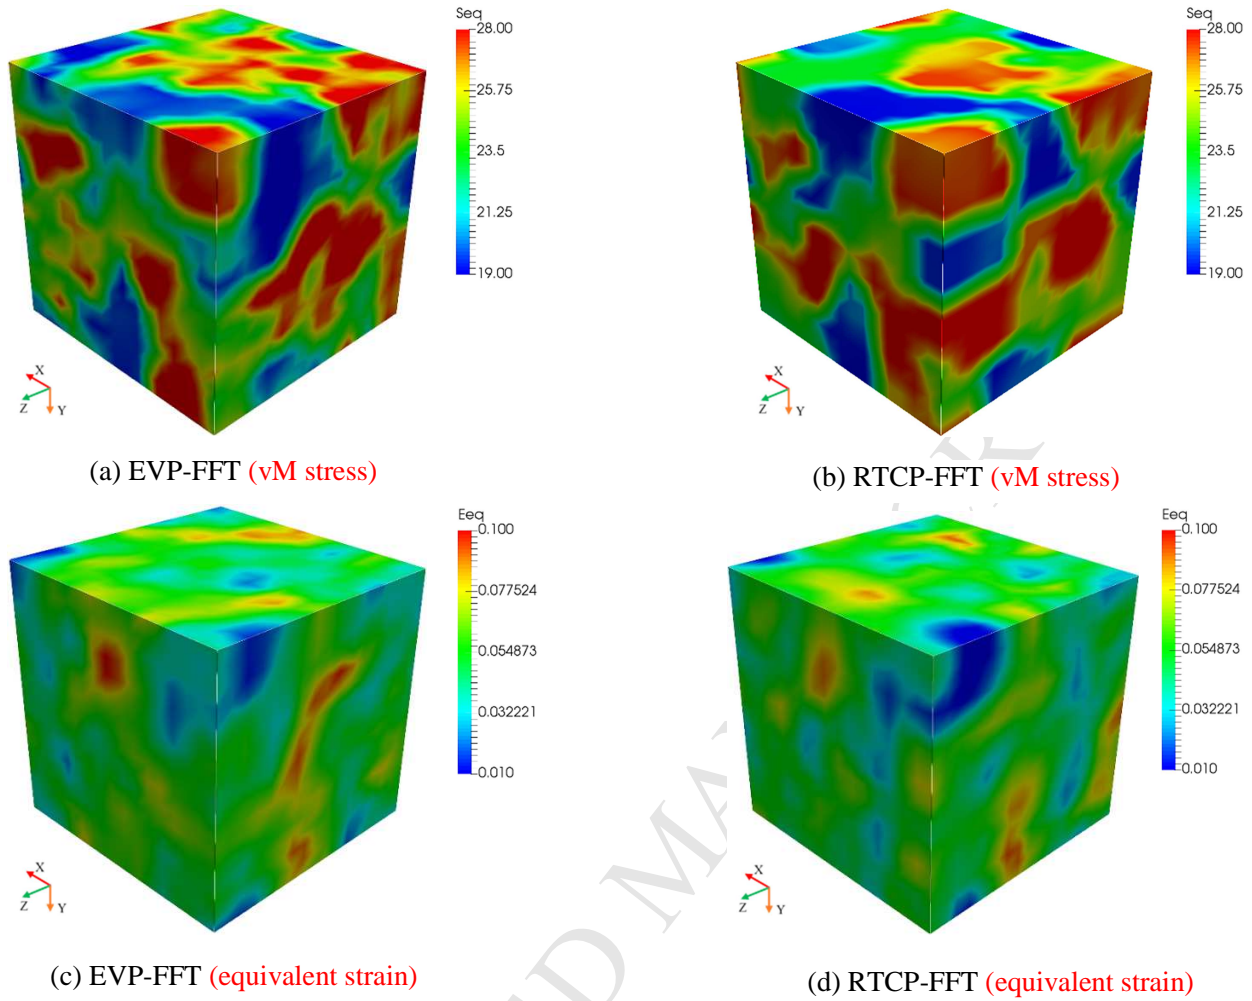 Seq
28.00
25.75
23.5
21.25
19.00
X
Z
Y
(a) EVP-FFT (vM stress)
Seq
28.00
25.75
23.5
21.25
19.00
X
Z
Y
(b) RTCP-FFT (vM stress)
Eeq
0.100
0.077524
0.054873
0.032221
0.010
X
Z
Y
(c) EVP-FFT (equivalent strain)
Eeq
0.100
0.077524
0.054873
0.032221
0.010
X
Z
Y
(d) RTCP-FFT (equivalent strain)